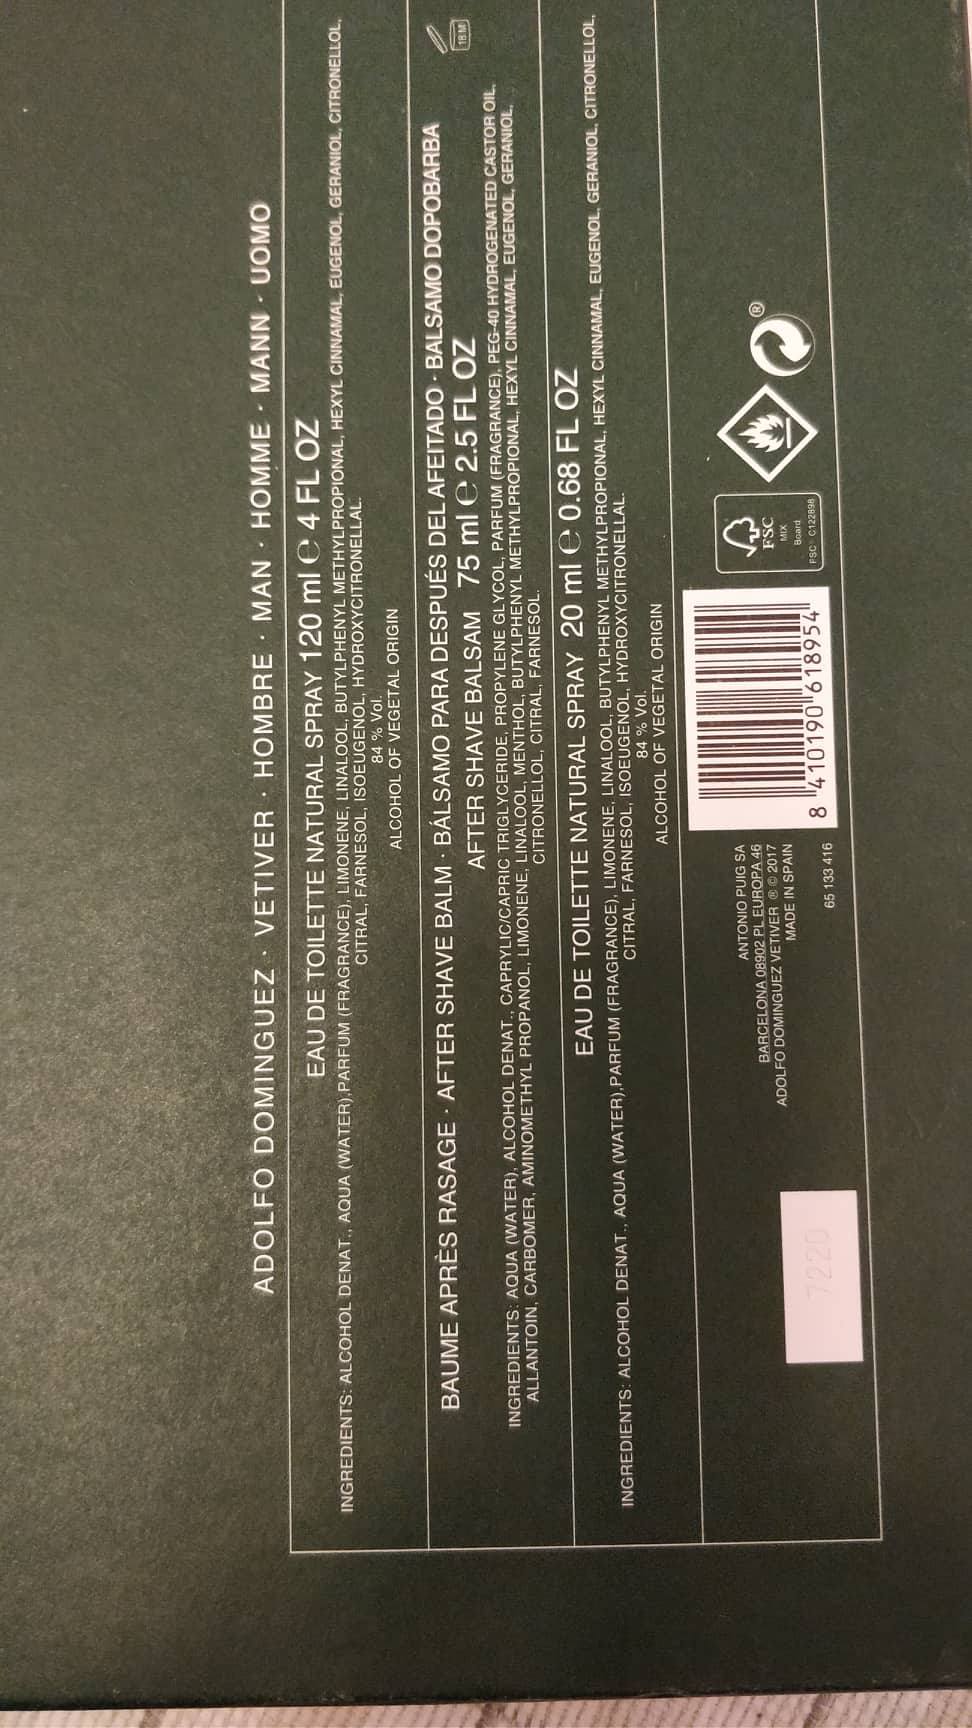 ADOLFO DOMINGUEZ · VETIVER · HOMBRE · MAN · HOMME · MANN · UOMO
EAU DE TOILETTE NATURAL SPRAY 120 ml ℮ 4 FL OZ
INGREDIENTS: ALCOHOL DENAT., AQUA (WATER),PARFUM (FRAGRANCE), LIMONENE, LINALOOL, BUTYLPHENYL METHYLPROPIONAL, HEXYL CINNAMAL, EUGENOL, GERANIOL, CITRONELLOL,
CITRAL, FARNESOL, ISOEUGENOL, HYDROXYCITRONELLAL.
84 % Vol.
ALCOHOL OF VEGETAL ORIGIN
BAUME APRÈS RASAGE · AFTER SHAVE BALM · BÁLSAMO PARA DESPUÉS DEL AFEITADO · BALSAMO DOPOBARBA
AFTER SHAVE BALSAM 75 ml ℮ 2.5 FL OZ
18 M
INGREDIENTS: AQUA (WATER), ALCOHOL DENAT., CAPRYLIC/CAPRIC TRIGLYCERIDE, PROPYLENE GLYCOL, PARFUM (FRAGRANCE), PEG-40 HYDROGENATED CASTOR OIL,
ALLANTOIN, CARBOMER, AMINOMETHYL PROPANOL, LIMONENE, LINALOOL, MENTHOL, BUTYLPHENYL METHYLPROPIONAL, HEXYL CINNAMAL, EUGENOL, GERANIOL,
CITRONELLOL, CITRAL, FARNESOL.
EAU DE TOILETTE NATURAL SPRAY 20 ml ℮ 0.68 FL OZ
INGREDIENTS: ALCOHOL DENAT., AQUA (WATER),PARFUM (FRAGRANCE), LIMONENE, LINALOOL, BUTYLPHENYL METHYLPROPIONAL, HEXYL CINNAMAL, EUGENOL, GERANIOL, CITRONELLOL,
CITRAL, FARNESOL, ISOEUGENOL, HYDROXYCITRONELLAL.
84 % Vol.
ALCOHOL OF VEGETAL ORIGIN
7220
ANTONIO PUIG SA
BARCELONA 08902 PL EUROPA 46
ADOLFO DOMINGUEZ VETIVER ® © 2017
MADE IN SPAIN
65 133 416
8 410190 618954
FSC
MIX
Board
FSC® C122898
®